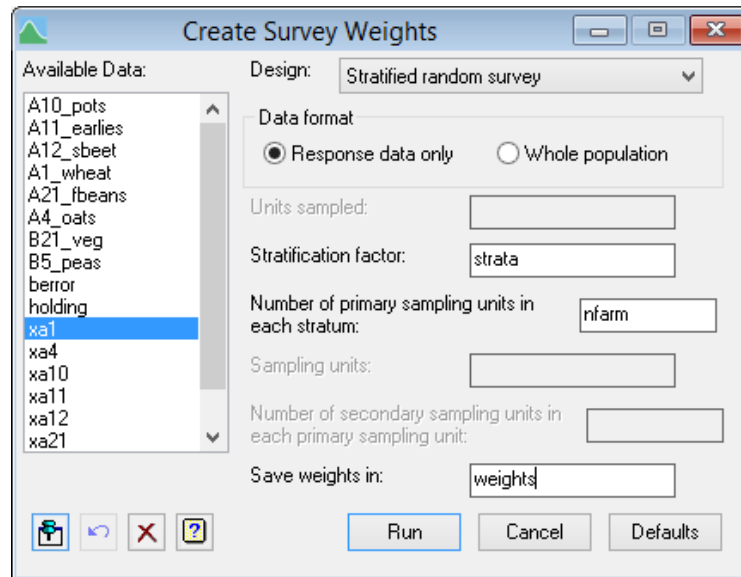 Create Survey Weights
Available Data:
A10_pots
A11_earlies
A12_sbeet
A1_wheat
A21_fbeans
A4_oats
B21_veg
B5_peas
berror
holding
xa1
xa4
xa10
xa11
xa12
xa21
Design:
Stratified random survey
Data format
Response data only
Whole population
Units sampled:
Stratification factor:
strata
Number of primary sampling units in
each stratum:
nfarm
Sampling units:
Number of secondary sampling units in
each primary sampling unit:
Save weights in:
weights
?
Run
Cancel
Defaults